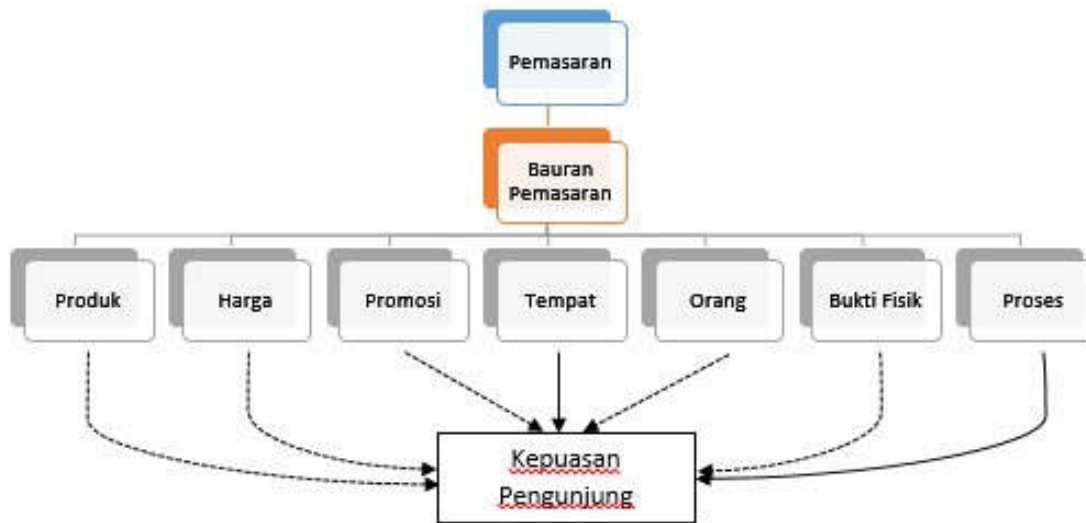 Pemasaran
Bauran
Pemasaran
Produk
Harga
Promosi
Tempat
Orang
Bukti Fisik
Proses
Kepuasan
Pengunjung